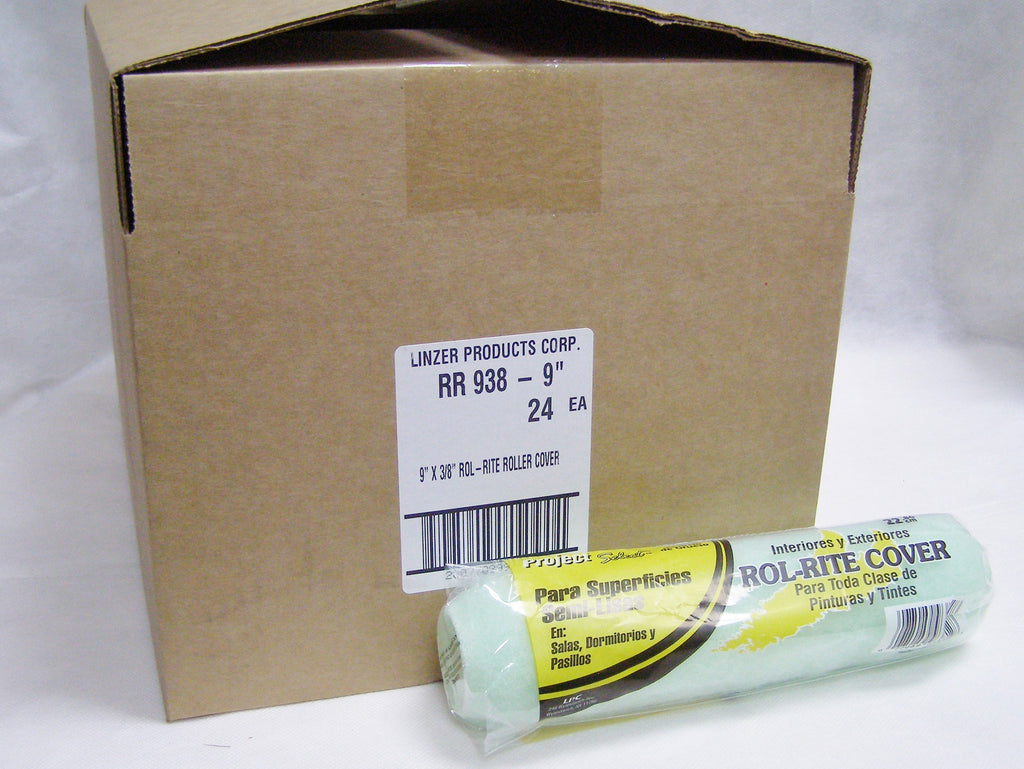 LINZER PRODUCTS CORP.
RR 938 – 9"
24 EA
9" X 3/8" ROL–RITE ROLLER COVER
Project Select
Para Superficies
Semi-Lisas
En:
Salas, Dormitorios y
Pasillos
LPC
Interiores y Exteriores
ROL-RITE COVER
Para Toda Clase de
Pinturas y Tintes